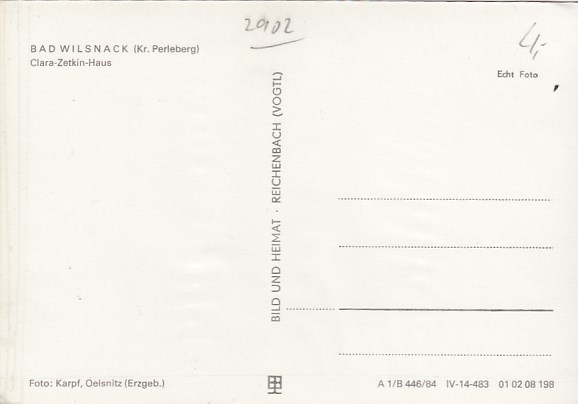 2902
4,-
BAD WILSNACK (Kr. Perleberg)
Clara-Zetkin-Haus
Echt Foto
BILD UND HEIMAT · REICHENBACH (VOGTL)
Foto: Karpf, Oelsnitz (Erzgeb.)
A 1/B 446/84 IV-14-483 01 02 08 198